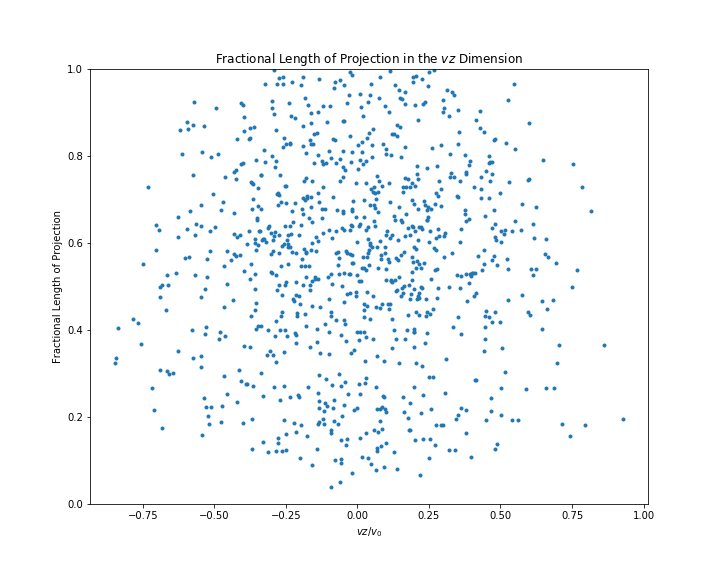 Fractional Length of Projection in the vz Dimension
1.0
0.8
0.6
0.4
0.2
0.0
Fractional Length of Projection
−0.75 −0.50 −0.25 0.00 0.25 0.50 0.75 1.00
vz/v₀